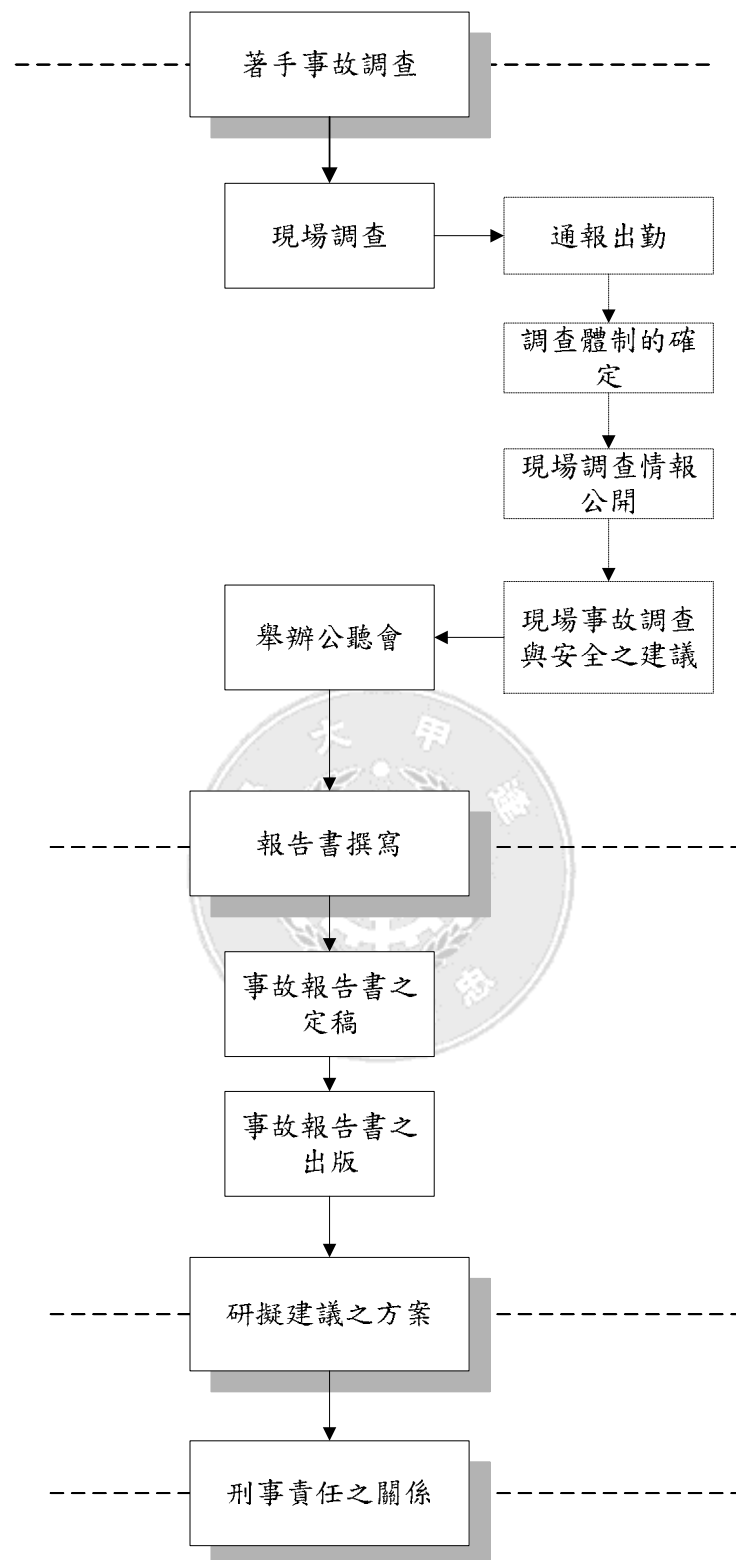 著手事故調查
現場調查
通報出勤
調查體制的確
定
現場調查情報
公開
現場事故調查
與安全之建議
舉辦公聽會
大甲逢
報告書撰寫
忠
事故報告書之
定稿
事故報告書之
出版
研擬建議之方案
刑事責任之關係